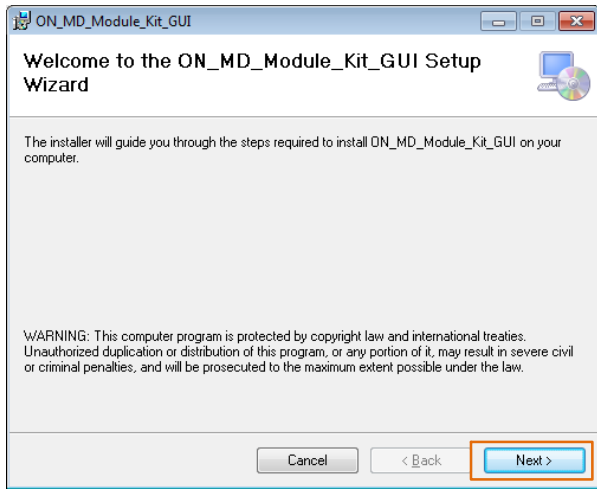 ON_MD_Module_Kit_GUI
Welcome to the ON_MD_Module_Kit_GUI Setup
Wizard
The installer will guide you through the steps required to install ON_MD_Module_Kit_GUI on your
computer.
WARNING: This computer program is protected by copyright law and international treaties.
Unauthorized duplication or distribution of this program, or any portion of it, may result in severe civil
or criminal penalties, and will be prosecuted to the maximum extent possible under the law.
Cancel
< Back
Next >